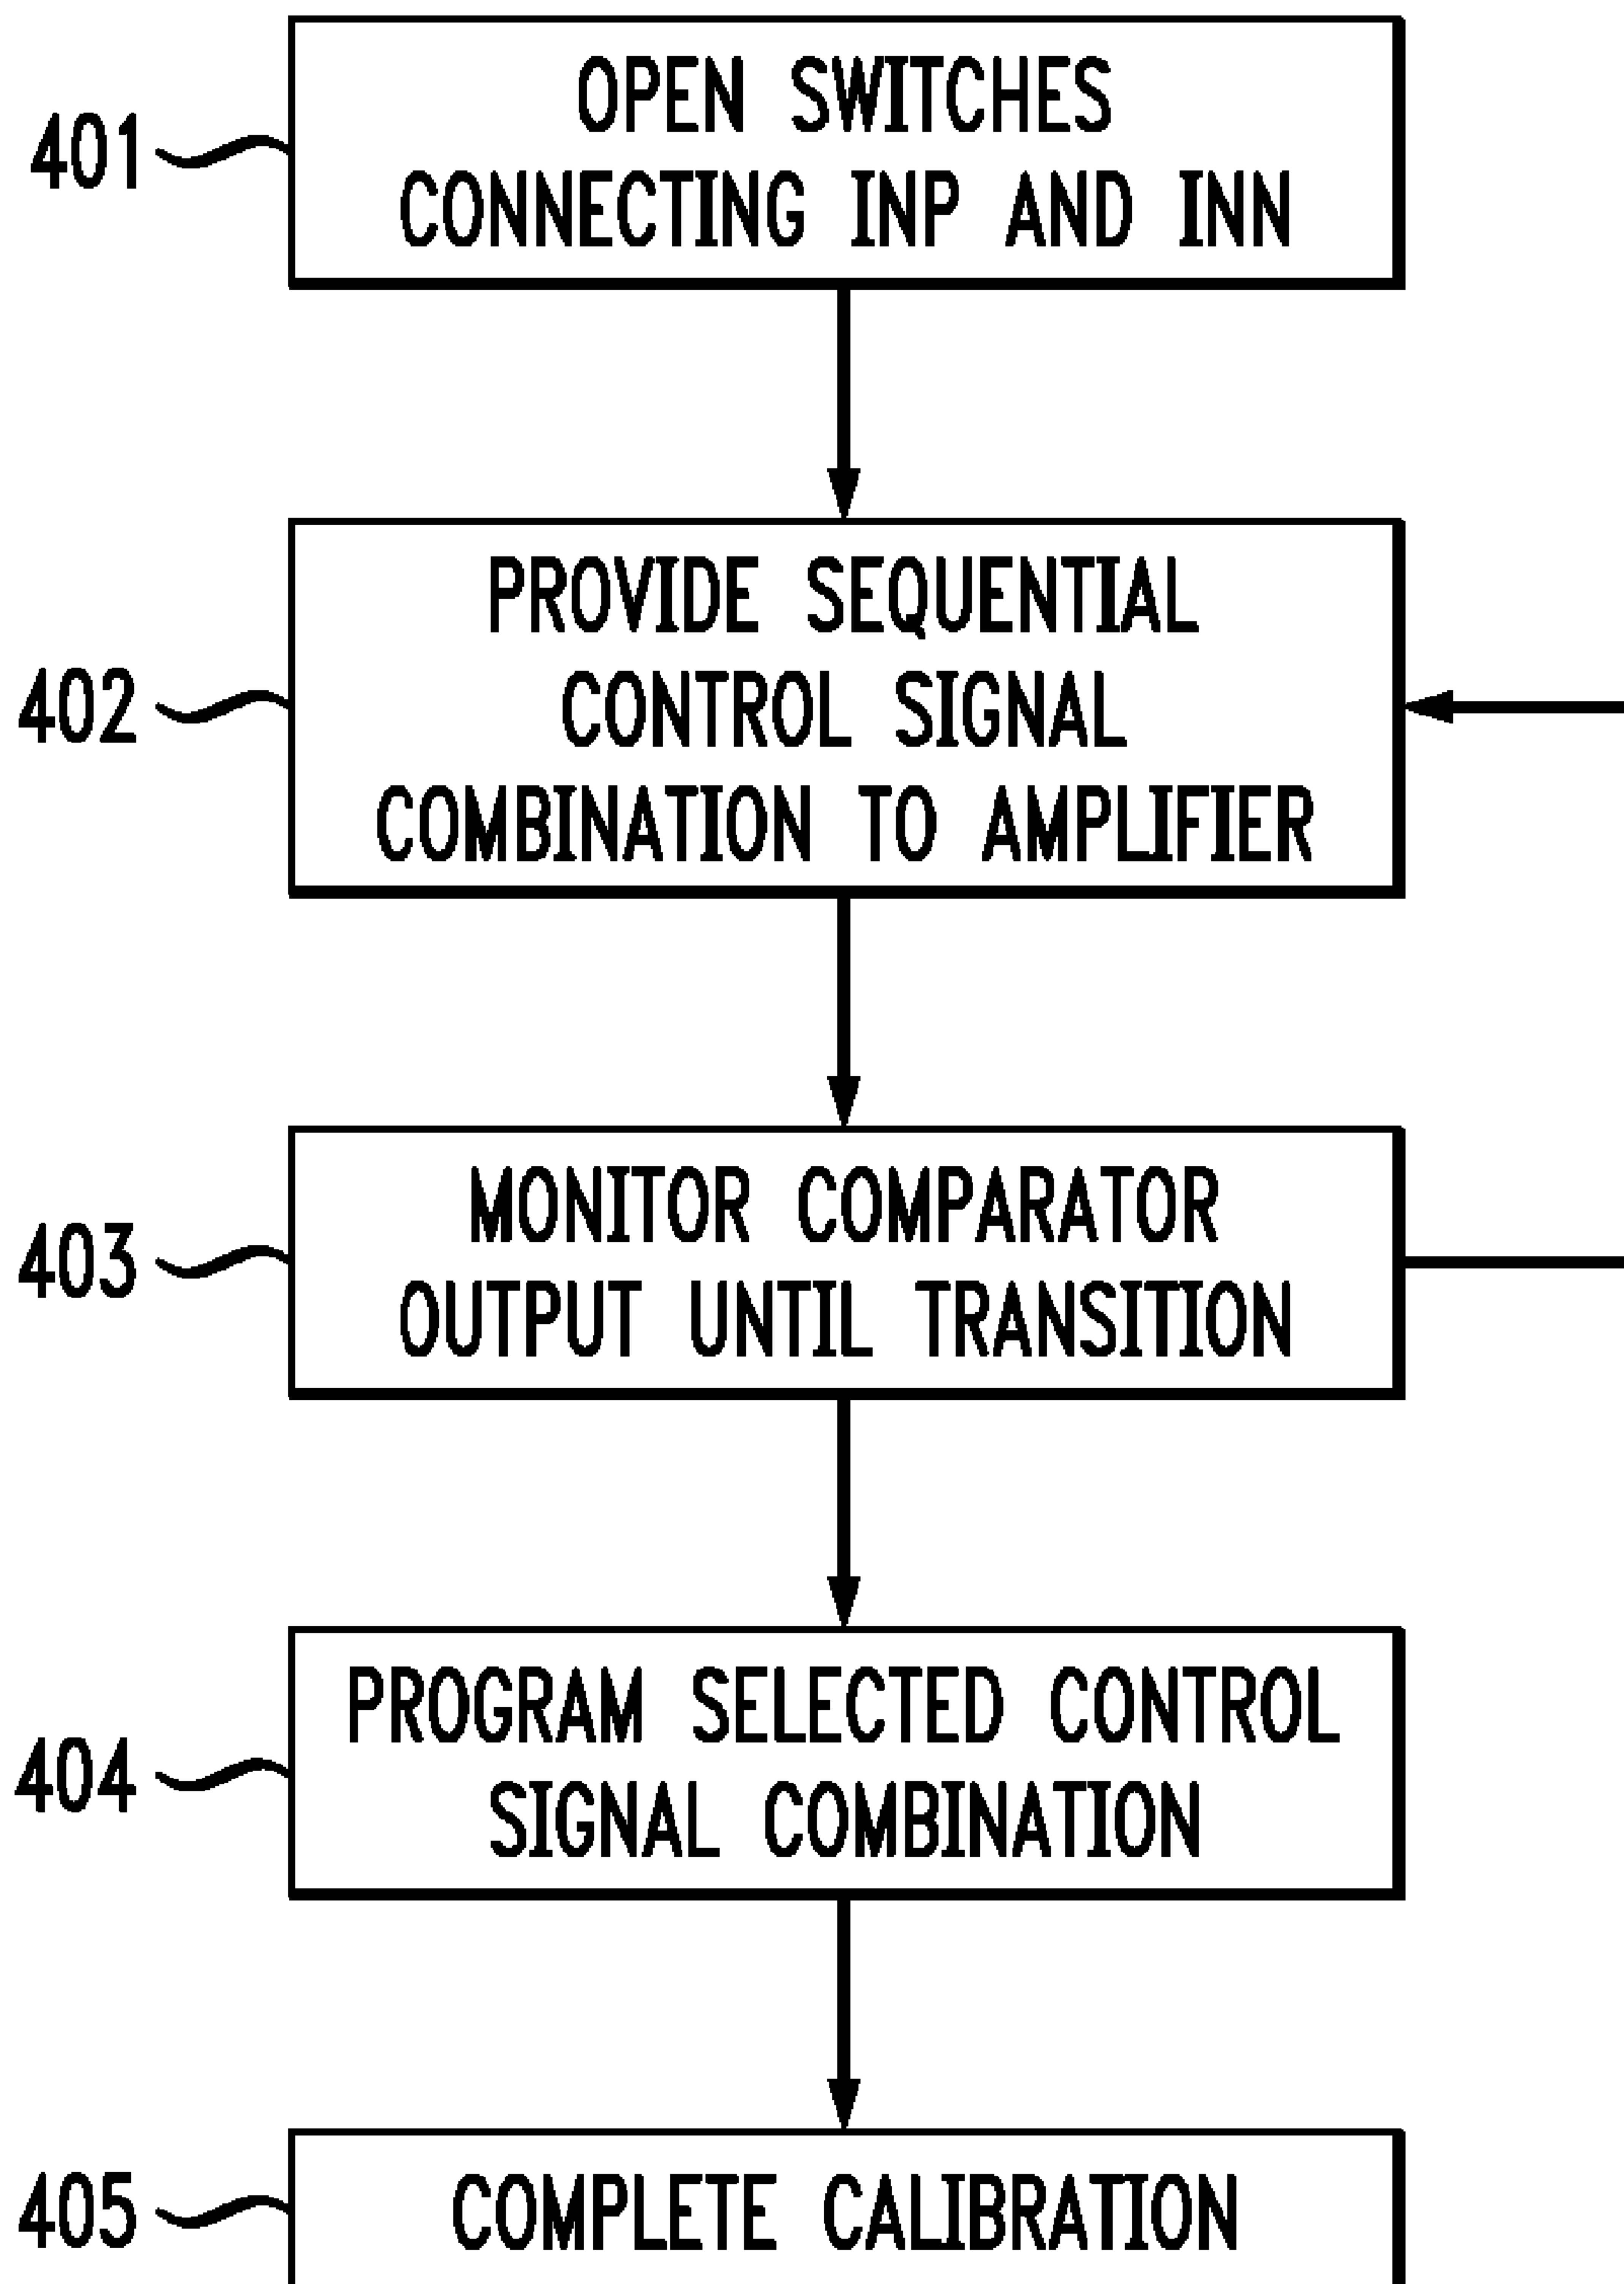 401
OPEN SWITCHES
CONNECTING INP AND INN
402
PROVIDE SEQUENTIAL
CONTROL SIGNAL
COMBINATION TO AMPLIFIER
403
MONITOR COMPARATOR
OUTPUT UNTIL TRANSITION
404
PROGRAM SELECTED CONTROL
SIGNAL COMBINATION
405
COMPLETE CALIBRATION